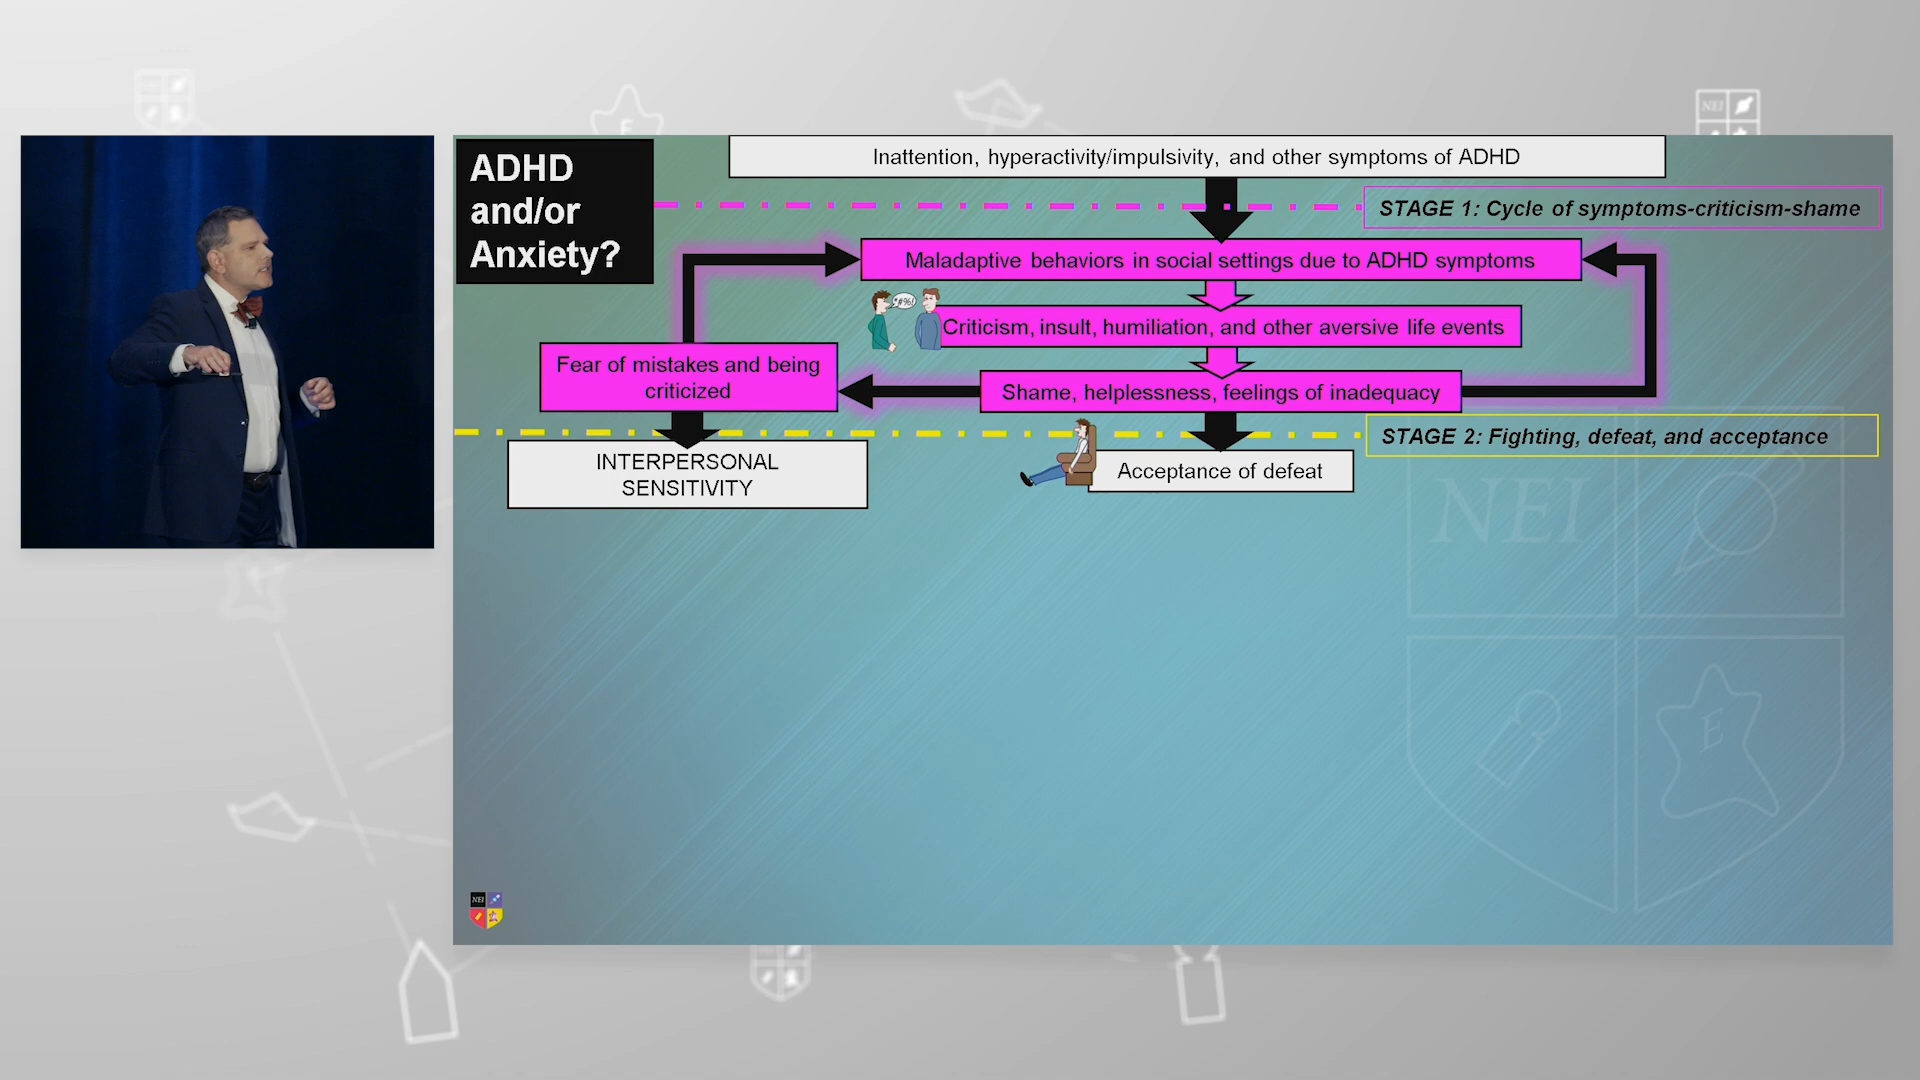 NEI
ADHD
and/or
Anxiety?
Inattention, hyperactivity/impulsivity, and other symptoms of ADHD
STAGE 1: Cycle of symptoms-criticism-shame
Maladaptive behaviors in social settings due to ADHD symptoms
*#%!
Criticism, insult, humiliation, and other aversive life events
Fear of mistakes and being
criticized
Shame, helplessness, feelings of inadequacy
STAGE 2: Fighting, defeat, and acceptance
INTERPERSONAL
SENSITIVITY
Acceptance of defeat
NEI
E
NEI
E